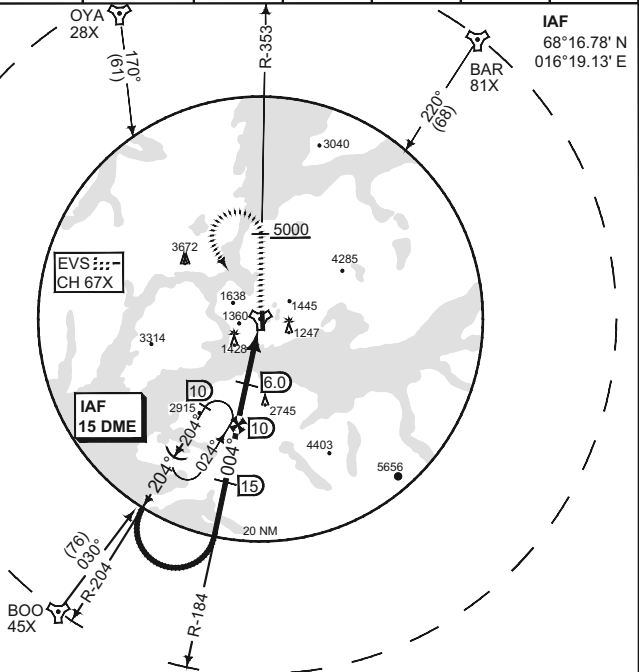 OYA
28X
170°
(61)
R-353
IAF
68°16.78' N
016°19.13' E
BAR
81X
220°
(68)
3040
5000
3672
4285
EVS
CH 67X
1638
1445
1360
1247
1428
3314
6.0
IAF
15 DME
10
2915
2745
10
204°
024°
004°
4403
204°
15
5656
20 NM
(76)
030°
R-204
BOO
45X
R-184